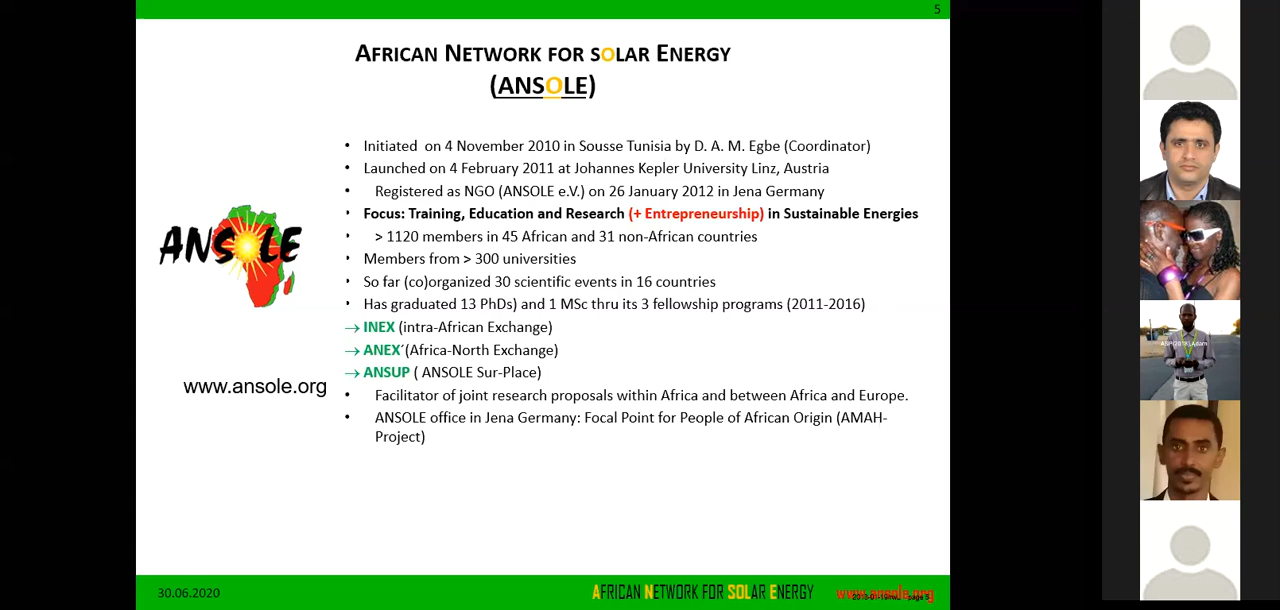 5
AFRICAN NETWORK FOR SOLAR ENERGY
(ANSOLE)
• Initiated on 4 November 2010 in Sousse Tunisia by D. A. M. Egbe (Coordinator)
• Launched on 4 February 2011 at Johannes Kepler University Linz, Austria
• Registered as NGO (ANSOLE e.V.) on 26 January 2012 in Jena Germany
• Focus: Training, Education and Research (+ Entrepreneurship) in Sustainable Energies
• > 1120 members in 45 African and 31 non-African countries
• Members from > 300 universities
• So far (co)organized 30 scientific events in 16 countries
• Has graduated 13 PhDs) and 1 MSc thru its 3 fellowship programs (2011-2016)
→ INEX (intra-African Exchange)
→ ANEX´(Africa-North Exchange)
→ ANSUP ( ANSOLE Sur-Place)
• Facilitator of joint research proposals within Africa and between Africa and Europe.
• ANSOLE office in Jena Germany: Focal Point for People of African Origin (AMAH-
Project)
ANSOLE
www.ansole.org
30.06.2020
AFRICAN NETWORK FOR SOLAR ENERGY
www.ansole.org